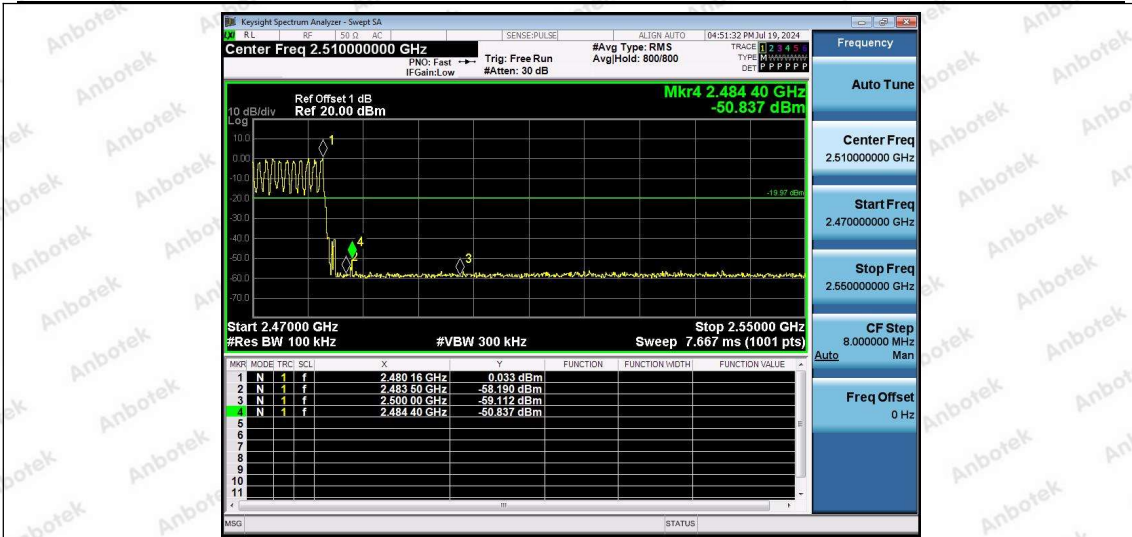 Keysight Spectrum Analyzer - Swept SA
RL RF 50 Ω AC SENSE:PULSE ALIGN AUTO 04:51:32 PM Jul 19, 2024
Center Freq 2.510000000 GHz
PNO: Fast
IFGain:Low
Trig: Free Run
#Atten: 30 dB
#Avg Type: RMS
Avg|Hold: 800/800
TRACE 1 2 3 4 5 6
TYPE M WWWWW
DET P P P P P P
Mkr4 2.484 40 GHz
-50.837 dBm
Ref Offset 1 dB
10 dB/div Ref 20.00 dBm
Log
10.0
0.00
-10.0
-20.0
-30.0
-40.0
-50.0
-60.0
-70.0
1
2
3
4
-19.97 dBm
Start 2.47000 GHz Stop 2.55000 GHz
#Res BW 100 kHz #VBW 300 kHz Sweep 7.667 ms (1001 pts)
MKR MODE TRC SCL X Y FUNCTION FUNCTION WIDTH FUNCTION VALUE
1 N 1 f 2.480 16 GHz 0.033 dBm
2 N 1 f 2.483 50 GHz -58.190 dBm
3 N 1 f 2.500 00 GHz -59.112 dBm
4 N 1 f 2.484 40 GHz -50.837 dBm
5
6
7
8
9
10
11
MSG STATUS
Frequency
Auto Tune
Center Freq
2.510000000 GHz
Start Freq
2.470000000 GHz
Stop Freq
2.550000000 GHz
CF Step
8.000000 MHz
Auto Man
Freq Offset
0 Hz
Anbotek